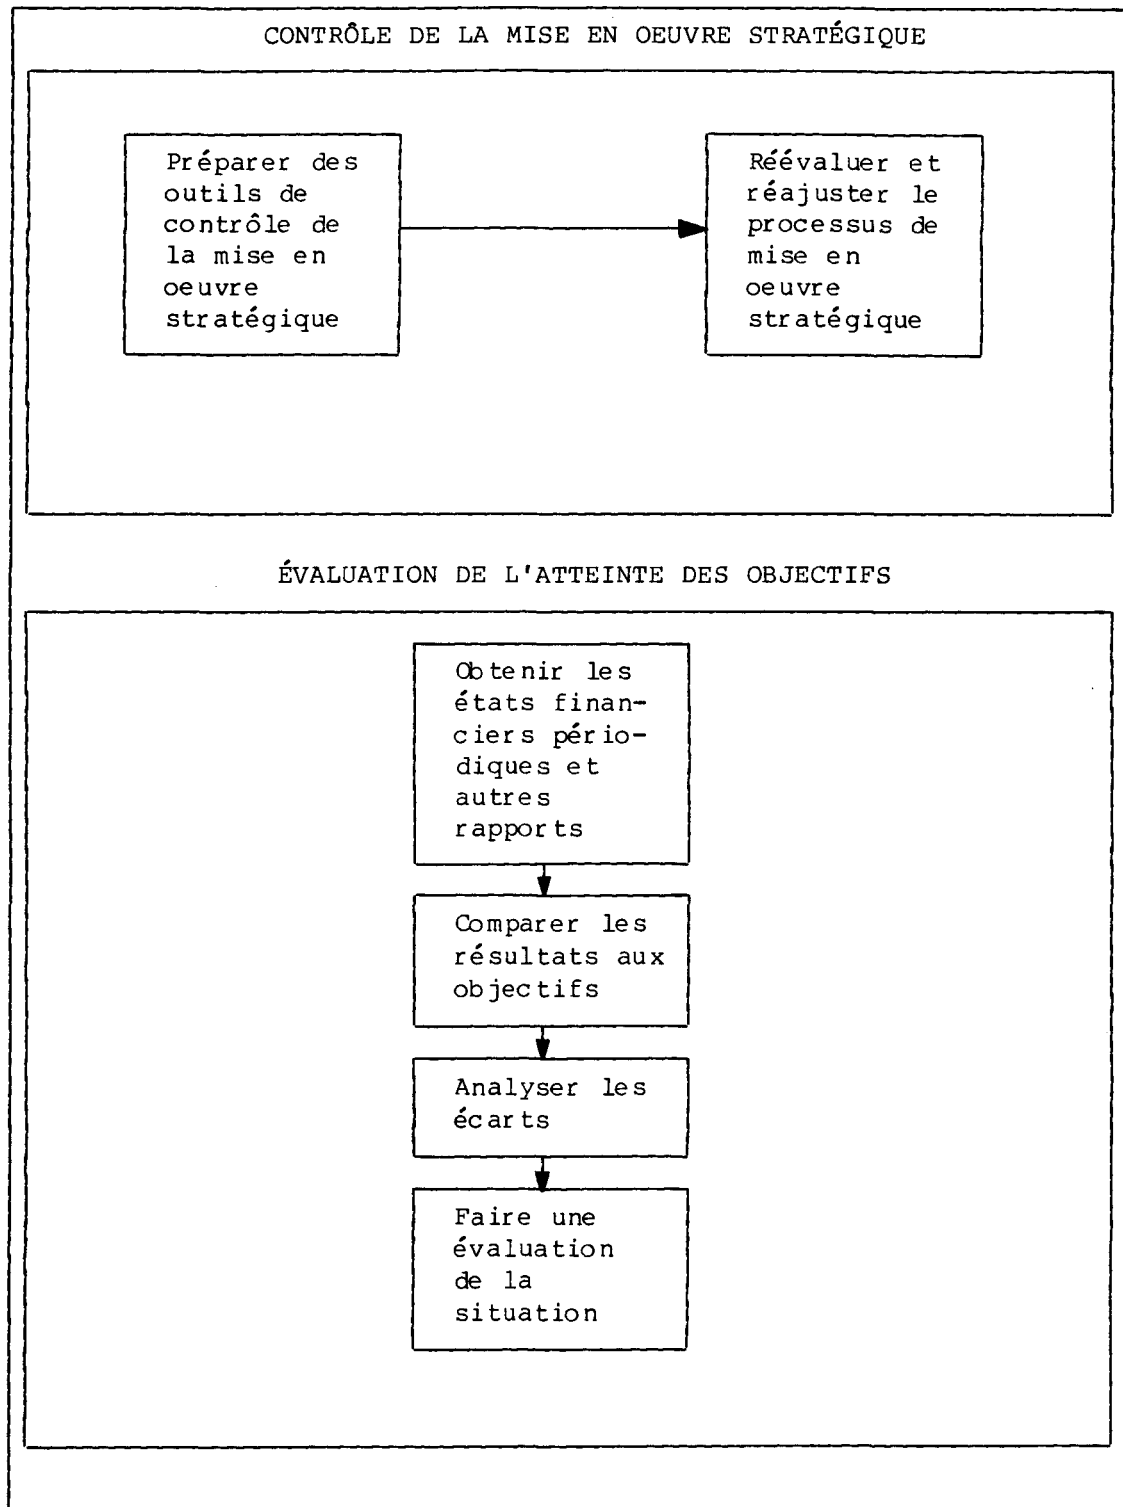 CONTRÔLE DE LA MISE EN OEUVRE STRATÉGIQUE
Préparer des
outils de
contrôle de
la mise en
oeuvre
stratégique
Réévaluer et
réajuster le
processus de
mise en
oeuvre
stratégique
ÉVALUATION DE L'ATTEINTE DES OBJECTIFS
Obtenir les
états finan-
ciers pério-
diques et
autres
rapports
Comparer les
résultats aux
objectifs
Analyser les
écarts
Faire une
évaluation
de la
situation